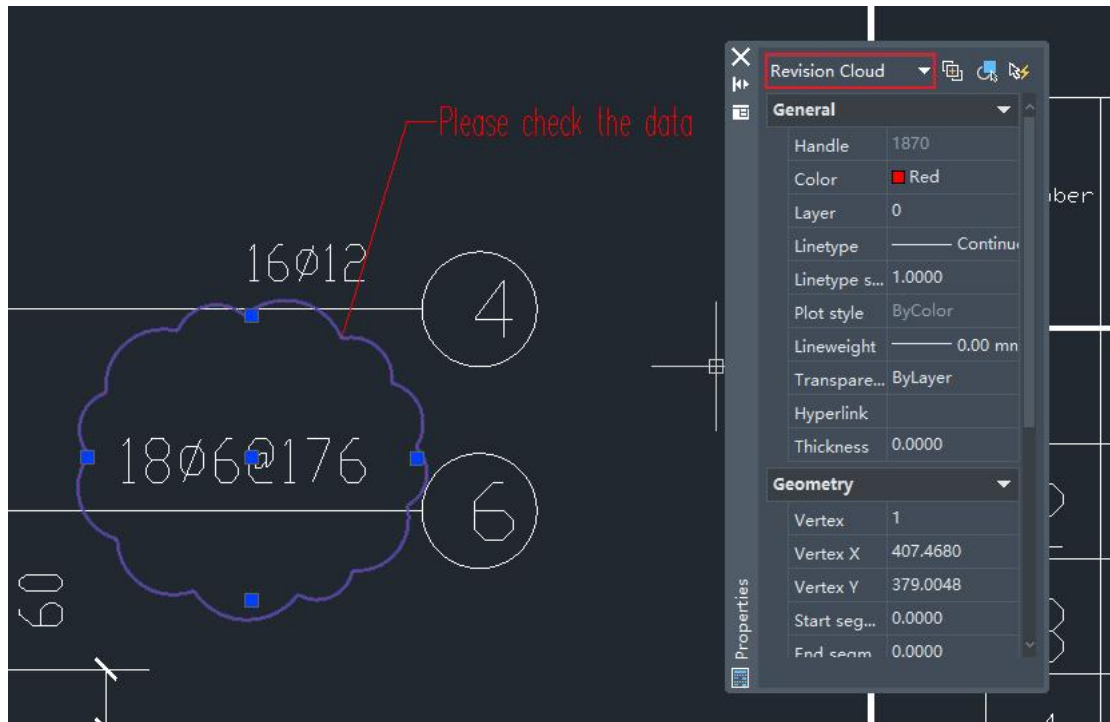 Please check the data
16ø12
4
18ø6@176
6
60
Revision Cloud
General
Handle 1870
Color Red
Layer 0
Linetype Continu
Linetype s... 1.0000
Plot style ByColor
Lineweight 0.00 mm
Transpare... ByLayer
Hyperlink
Thickness 0.0000
Geometry
Vertex 1
Vertex X 407.4680
Vertex Y 379.0048
Start seg... 0.0000
End segm 0.0000
Properties